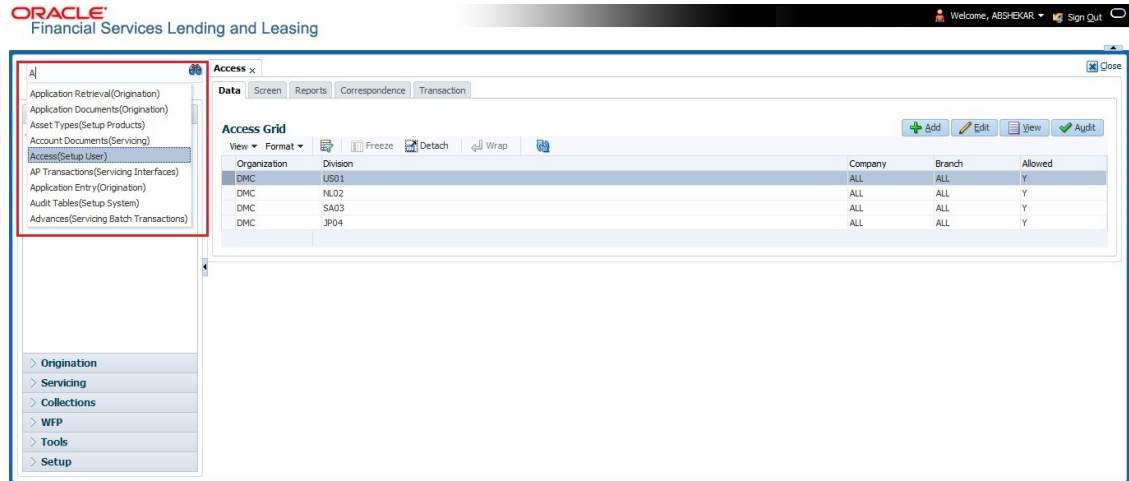 ORACLE®
Financial Services Lending and Leasing
Welcome, ABSHEKAR Sign Out
Close
A
Application Retrieval(Origination)
Application Documents(Origination)
Asset Types(Setup Products)
Account Documents(Servicing)
Access(Setup User)
AP Transactions(Servicing Interfaces)
Application Entry(Origination)
Audit Tables(Setup System)
Advances(Servicing Batch Transactions)
Origination
Servicing
Collections
WFP
Tools
Setup
Access x
Data Screen Reports Correspondence Transaction
Access Grid
Add Edit View Audit
View Format Freeze Detach Wrap
Organization Division Company Branch Allowed
DMC US01 ALL ALL Y
DMC NL02 ALL ALL Y
DMC SA03 ALL ALL Y
DMC JP04 ALL ALL Y